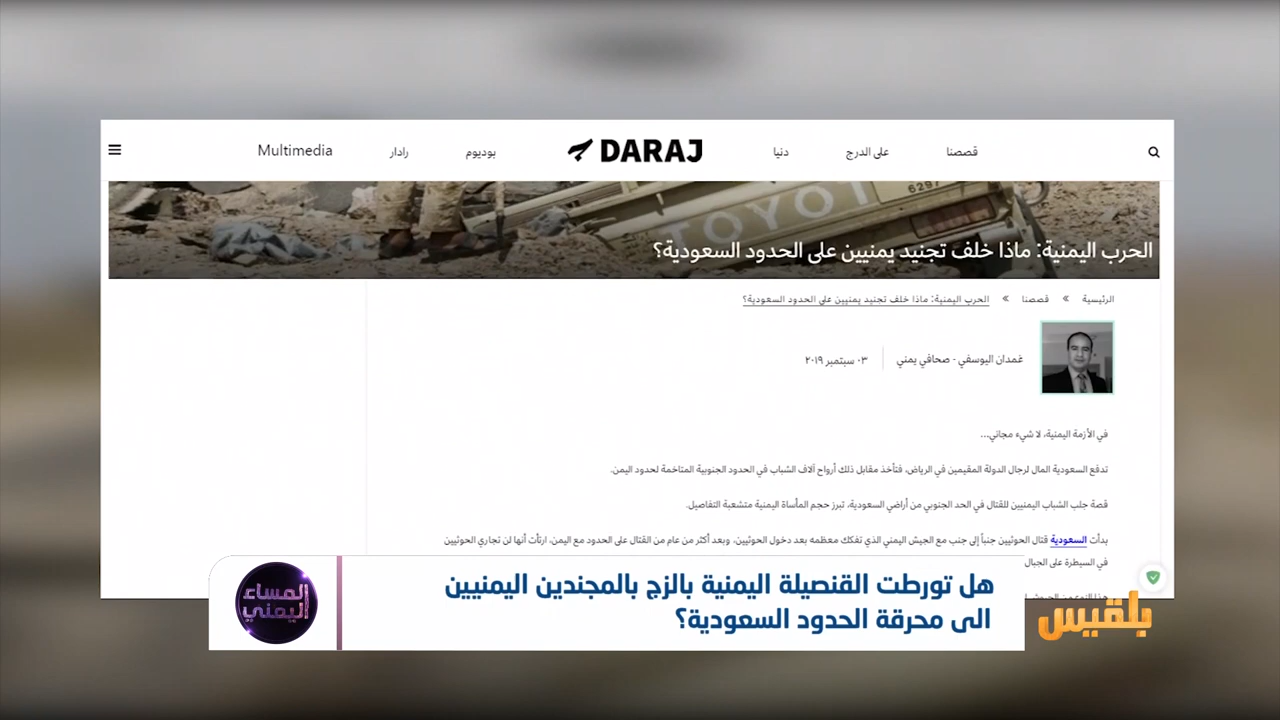 قصصنا
على الدرج
دنيا
DARAJ
بوديوم
رادار
Multimedia
6297
TOYOT
الحرب اليمنية: ماذا خلف تجنيد يمنيين على الحدود السعودية؟
الرئيسية » قصصنا » الحرب اليمنية: ماذا خلف تجنيد يمنيين على الحدود السعودية؟
غمدان اليوسفي - صحافي يمني
٠٣ سبتمبر ٢٠١٩
في الأزمة اليمنية، لا شيء مجاني...
تدفع السعودية المال لرجال الدولة المقيمين في الرياض، فتأخذ مقابل ذلك أرواح آلاف الشباب في الحدود الجنوبية المتاخمة لحدود اليمن.
قصة جلب الشباب اليمنيين للقتال في الحد الجنوبي من أراضي السعودية، تبرز حجم المأساة اليمنية متشعبة التفاصيل.
بدأت السعودية قتال الحوثيين جنباً إلى جنب مع الجيش اليمني الذي تفكك معظمه بعد دخول الحوثيين، وبعد أكثر من عام من القتال على الحدود مع اليمن، ارتأت أنها لن تجاري الحوثيين
في السيطرة على الجبال
هل تورطت القنصيلة اليمنية بالزج بالمجندين اليمنيين
الى محرقة الحدود السعودية؟
المساء
اليمني
بلقيس